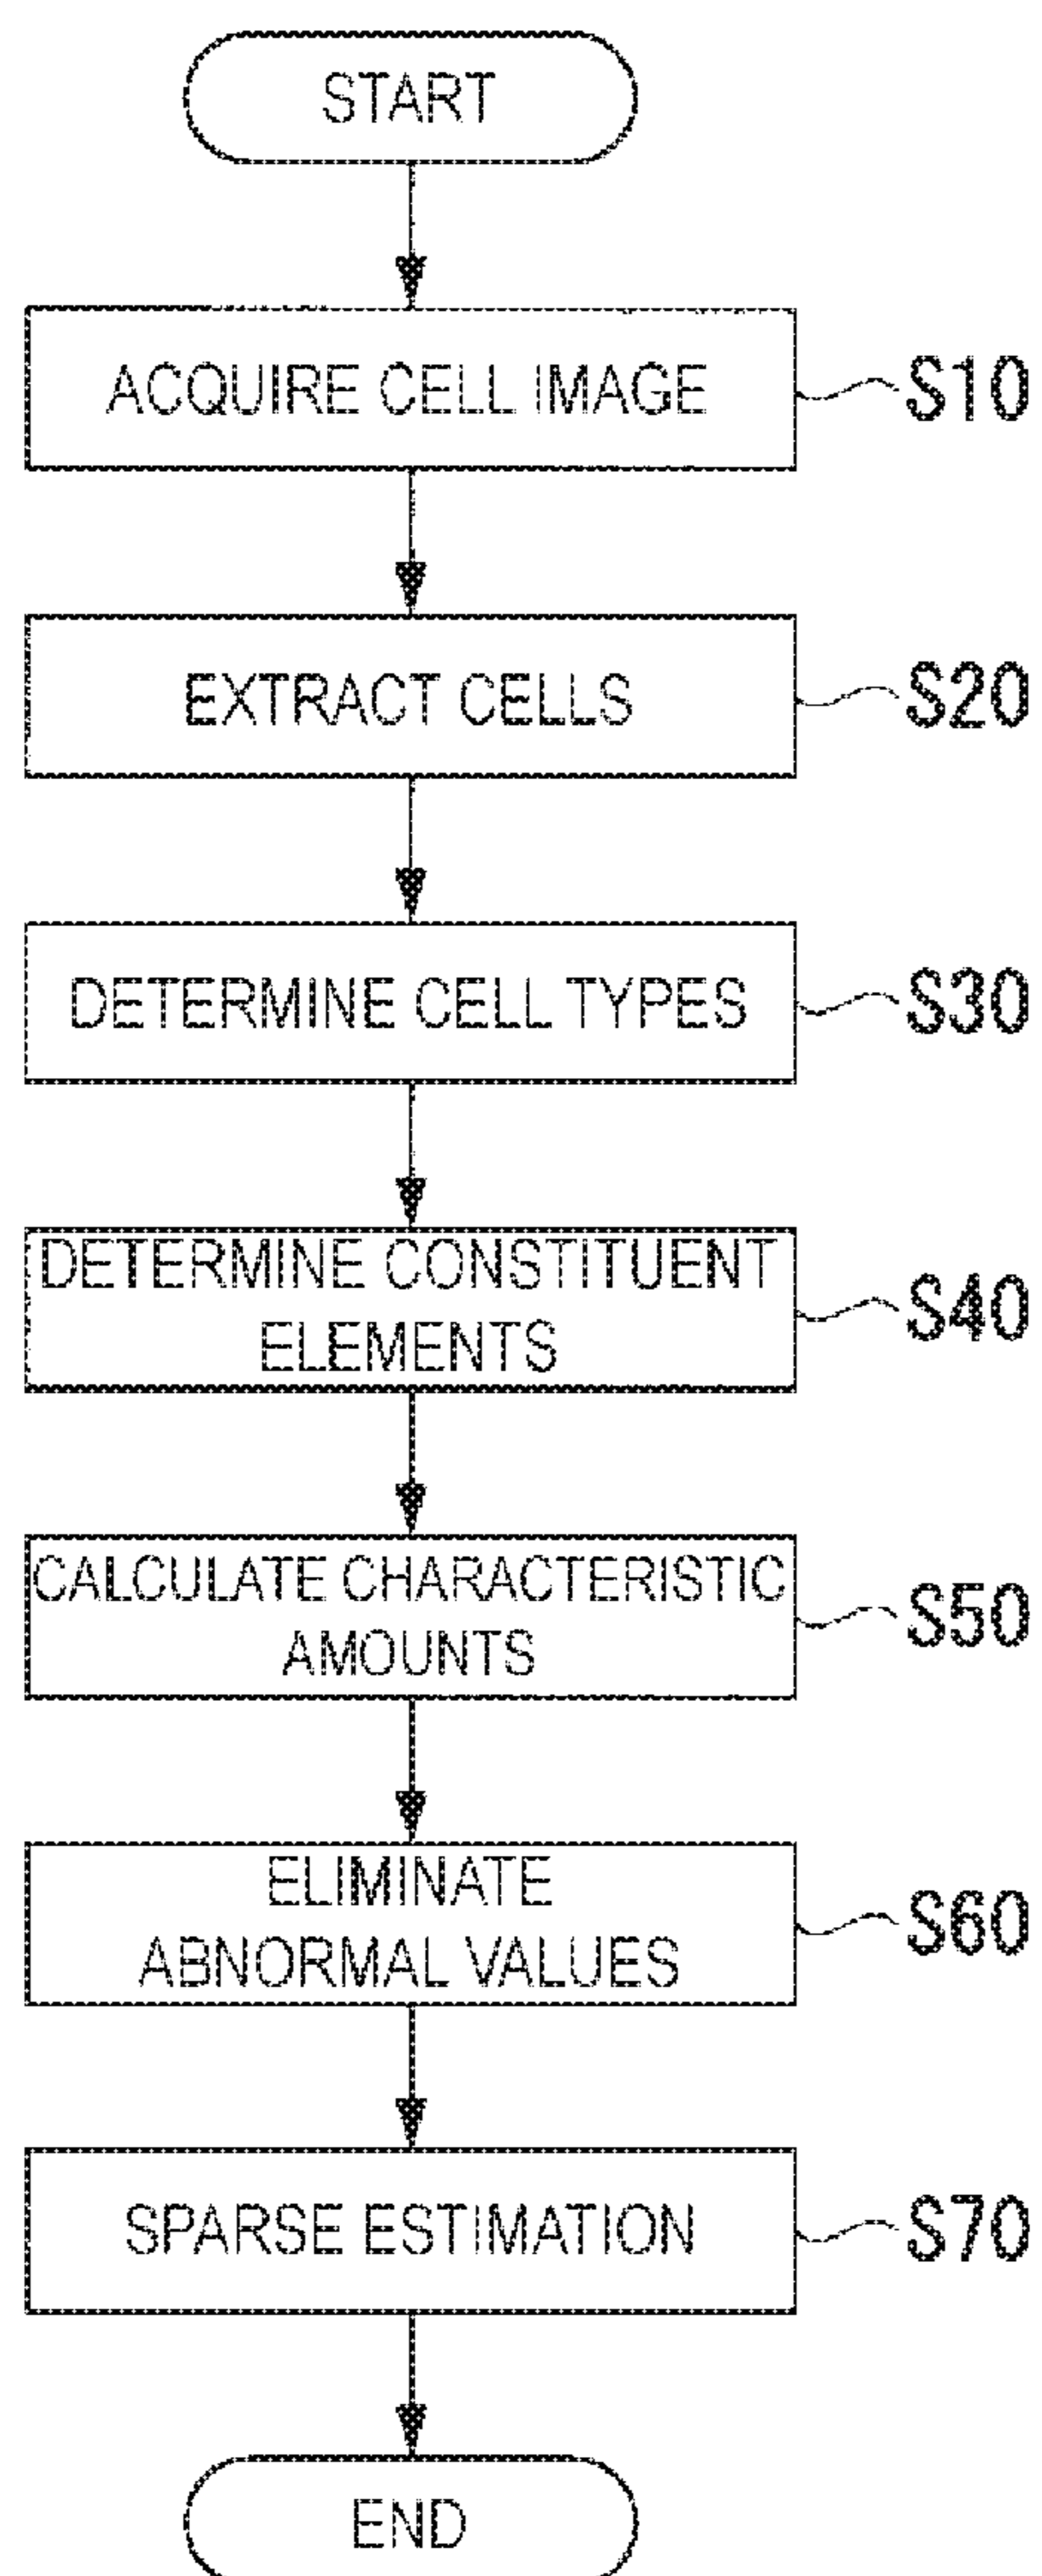 START
ACQUIRE CELL IMAGE
S10
EXTRACT CELLS
S20
DETERMINE CELL TYPES
S30
DETERMINE CONSTITUENT
ELEMENTS
S40
CALCULATE CHARACTERISTIC
AMOUNTS
S50
ELIMINATE
ABNORMAL VALUES
S60
SPARSE ESTIMATION
S70
END